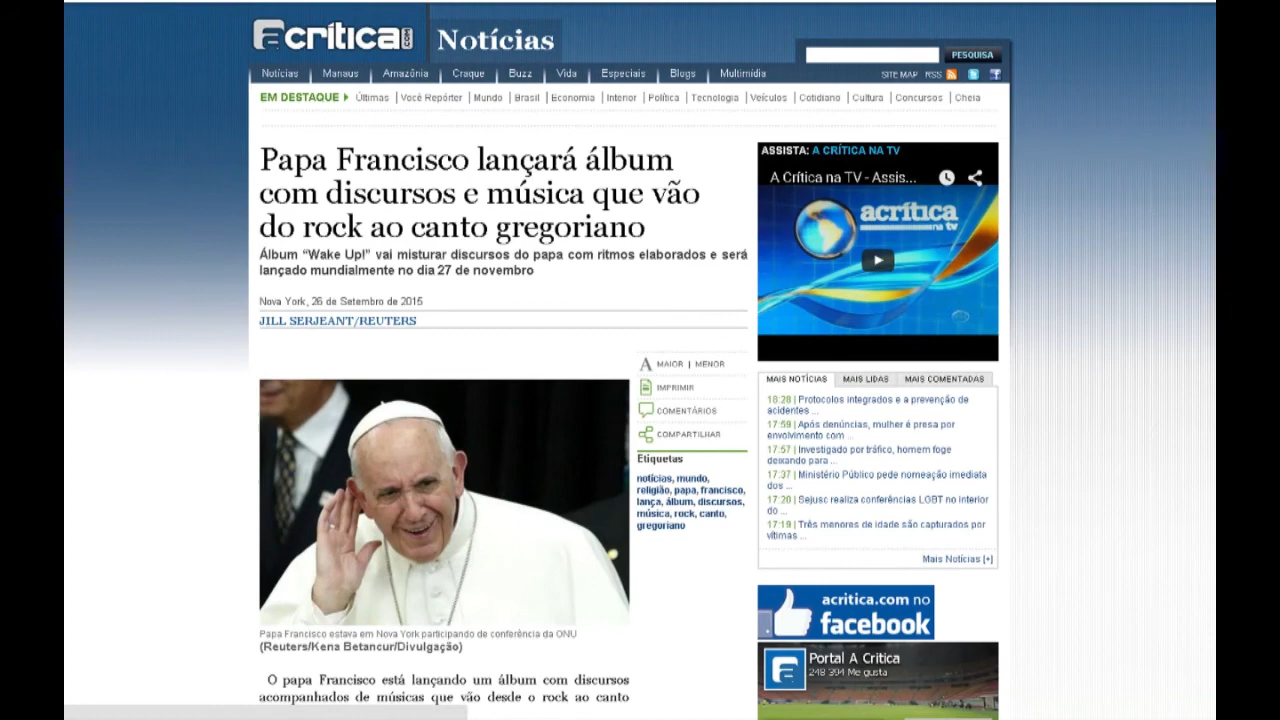 acrítica.com
Notícias
PESQUISA
Notícias | Manaus | Amazônia | Craque | Buzz | Vida | Especiais | Blogs | Multimídia
SITE MAP RSS
EM DESTAQUE Últimas | Você Repórter | Mundo | Brasil | Economia | Interior | Política | Tecnologia | Veículos | Cotidiano | Cultura | Concursos | Cheia
Papa Francisco lançará álbum
com discursos e música que vão
do rock ao canto gregoriano
Álbum “Wake Up!” vai misturar discursos do papa com ritmos elaborados e será
lançado mundialmente no dia 27 de novembro
Nova York, 26 de Setembro de 2015
JILL SERJEANT/REUTERS
A MAIOR | MENOR
IMPRIMIR
COMENTÁRIOS
COMPARTILHAR
Etiquetas
notícias, mundo,
religião, papa, francisco,
lança, álbum, discursos,
música, rock, canto,
gregoriano
Papa Francisco estava em Nova York participando de conferência da ONU
(Reuters/Kena Betancur/Divulgação)
O papa Francisco está lançando um álbum com discursos
acompanhados de músicas que vão desde o rock ao canto
ASSISTA: A CRÍTICA NA TV
A Crítica na TV - Assis...
acrítica
na tv
MAIS NOTÍCIAS MAIS LIDAS MAIS COMENTADAS
18:28 | Protocolos integrados e a prevenção de
acidentes ...
17:59 | Após denúncias, mulher é presa por
envolvimento com ...
17:57 | Investigado por tráfico, homem foge
deixando para ...
17:37 | Ministério Público pede nomeação imediata
dos ...
17:20 | Sejusc realiza conferências LGBT no interior
do ...
17:19 | Três menores de idade são capturados por
vítimas ...
Mais Notícias [+]
acritica.com no
facebook
Portal A Crítica
248 394 Me gusta